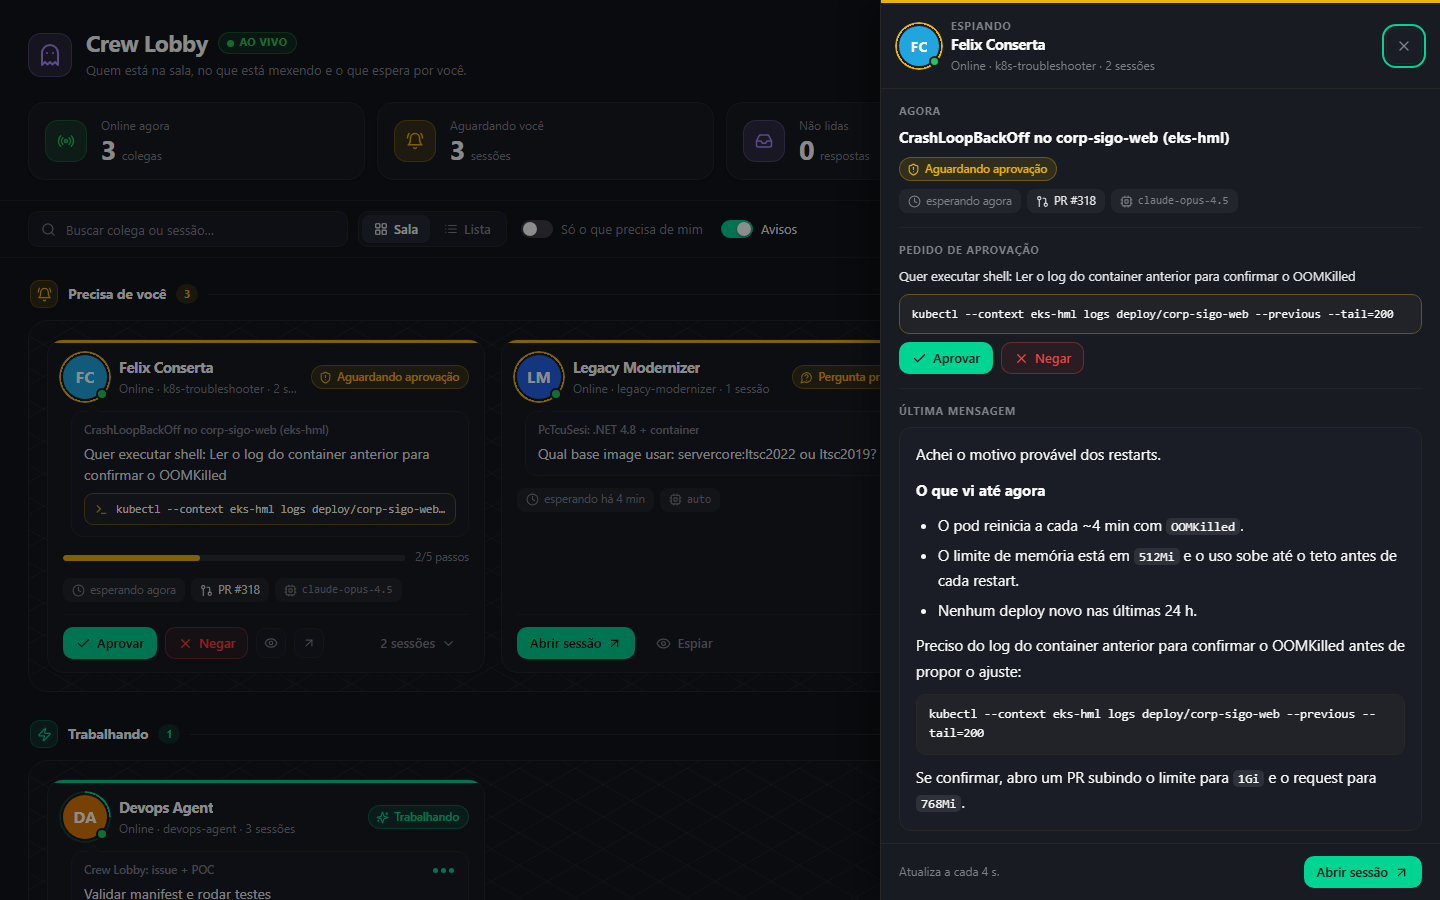 Crew Lobby
AO VIVO
Quem está na sala, no que está mexendo e o que espera por você.
Online agora
3 colegas
Aguardando você
3 sessões
Não lidas
0 respostas
Buscar colega ou sessão...
Sala
Lista
Só o que precisa de mim
Avisos
Precisa de você 3
FC
Felix Conserta
Online · k8s-troubleshooter · 2 s...
Aguardando aprovação
CrashLoopBackOff no corp-sigo-web (eks-hml)
Quer executar shell: Ler o log do container anterior para
confirmar o OOMKilled
kubectl --context eks-hml logs deploy/corp-sigo-web…
2/5 passos
esperando agora
PR #318
claude-opus-4.5
Aprovar
Negar
2 sessões
LM
Legacy Modernizer
Online · legacy-modernizer · 1 sessão
Pergunta pr
PcTcuSesi: .NET 4.8 + container
Qual base image usar: servercore:ltsc2022 ou ltsc2019?
esperando há 4 min
auto
Abrir sessão
Espiar
Trabalhando 1
DA
Devops Agent
Online · devops-agent · 3 sessões
Trabalhando
Crew Lobby: issue + POC
Validar manifest e rodar testes
FC
ESPIANDO
Felix Conserta
Online · k8s-troubleshooter · 2 sessões
AGORA
CrashLoopBackOff no corp-sigo-web (eks-hml)
Aguardando aprovação
esperando agora
PR #318
claude-opus-4.5
PEDIDO DE APROVAÇÃO
Quer executar shell: Ler o log do container anterior para confirmar o OOMKilled
kubectl --context eks-hml logs deploy/corp-sigo-web --previous --tail=200
Aprovar
Negar
ÚLTIMA MENSAGEM
Achei o motivo provável dos restarts.
O que vi até agora
• O pod reinicia a cada ~4 min com OOMKilled.
• O limite de memória está em 512Mi e o uso sobe até o teto antes de
cada restart.
• Nenhum deploy novo nas últimas 24 h.
Preciso do log do container anterior para confirmar o OOMKilled antes de
propor o ajuste:
kubectl --context eks-hml logs deploy/corp-sigo-web --previous --
tail=200
Se confirmar, abro um PR subindo o limite para 1Gi e o request para
768Mi.
Atualiza a cada 4 s.
Abrir sessão